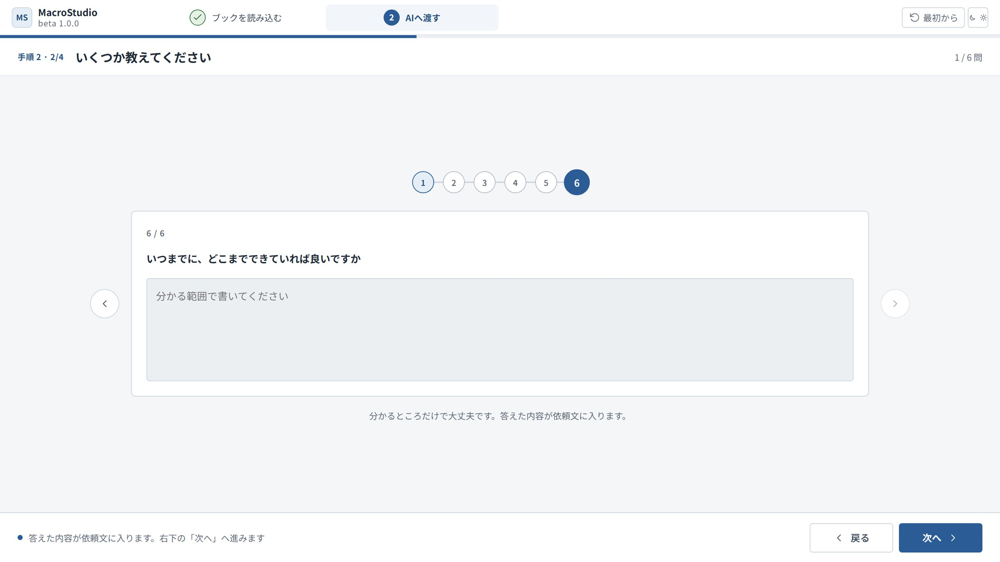 MS
MacroStudio
beta 1.0.0
ブックを読み込む
2
AIへ渡す
最初から
手順 2・2/4
いくつか教えてください
1 / 6 問
1
2
3
4
5
6
6 / 6
いつまでに、どこまでできていれば良いですか
分かる範囲で書いてください
分かるところだけで大丈夫です。答えた内容が依頼文に入ります。
答えた内容が依頼文に入ります。右下の「次へ」へ進みます
戻る
次へ